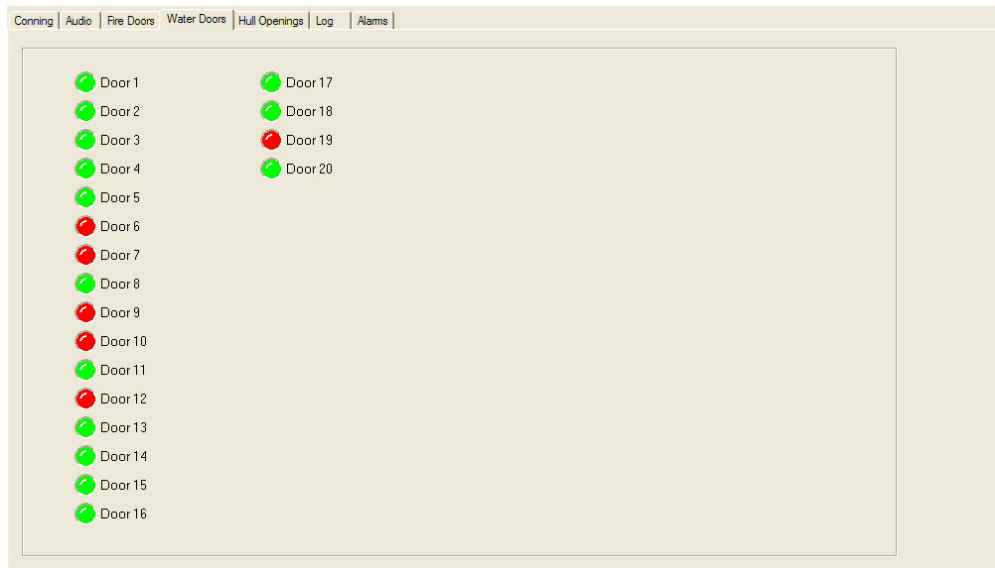 Conning Audio Fire Doors Water Doors Hull Openings Log Alarms
Door 1
Door 2
Door 3
Door 4
Door 5
Door 6
Door 7
Door 8
Door 9
Door 10
Door 11
Door 12
Door 13
Door 14
Door 15
Door 16
Door 17
Door 18
Door 19
Door 20